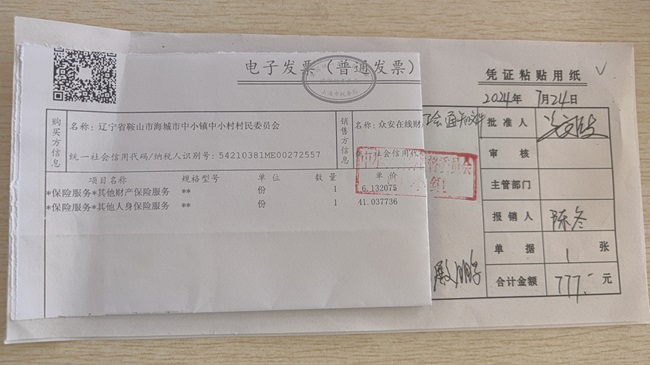 电子发票（普通发票）
购买方信息
名称：辽宁省鞍山市海城市中小镇中小村村民委员会
统一社会信用代码/纳税人识别号：54210381ME00272557
销售方信息
名称：众安在线财
社会信用代
项目名称 规格型号 单位 数量 单价
*保险服务*其他财产保险服务 ** 份 1 6.132075
*保险服务*其他人身保险服务 ** 份 1 41.037736
凭证粘贴用纸
2024年7月24日
批准人
审核
主管部门
报销人 陈冬
单据 1 张
合计金额 777.- 元